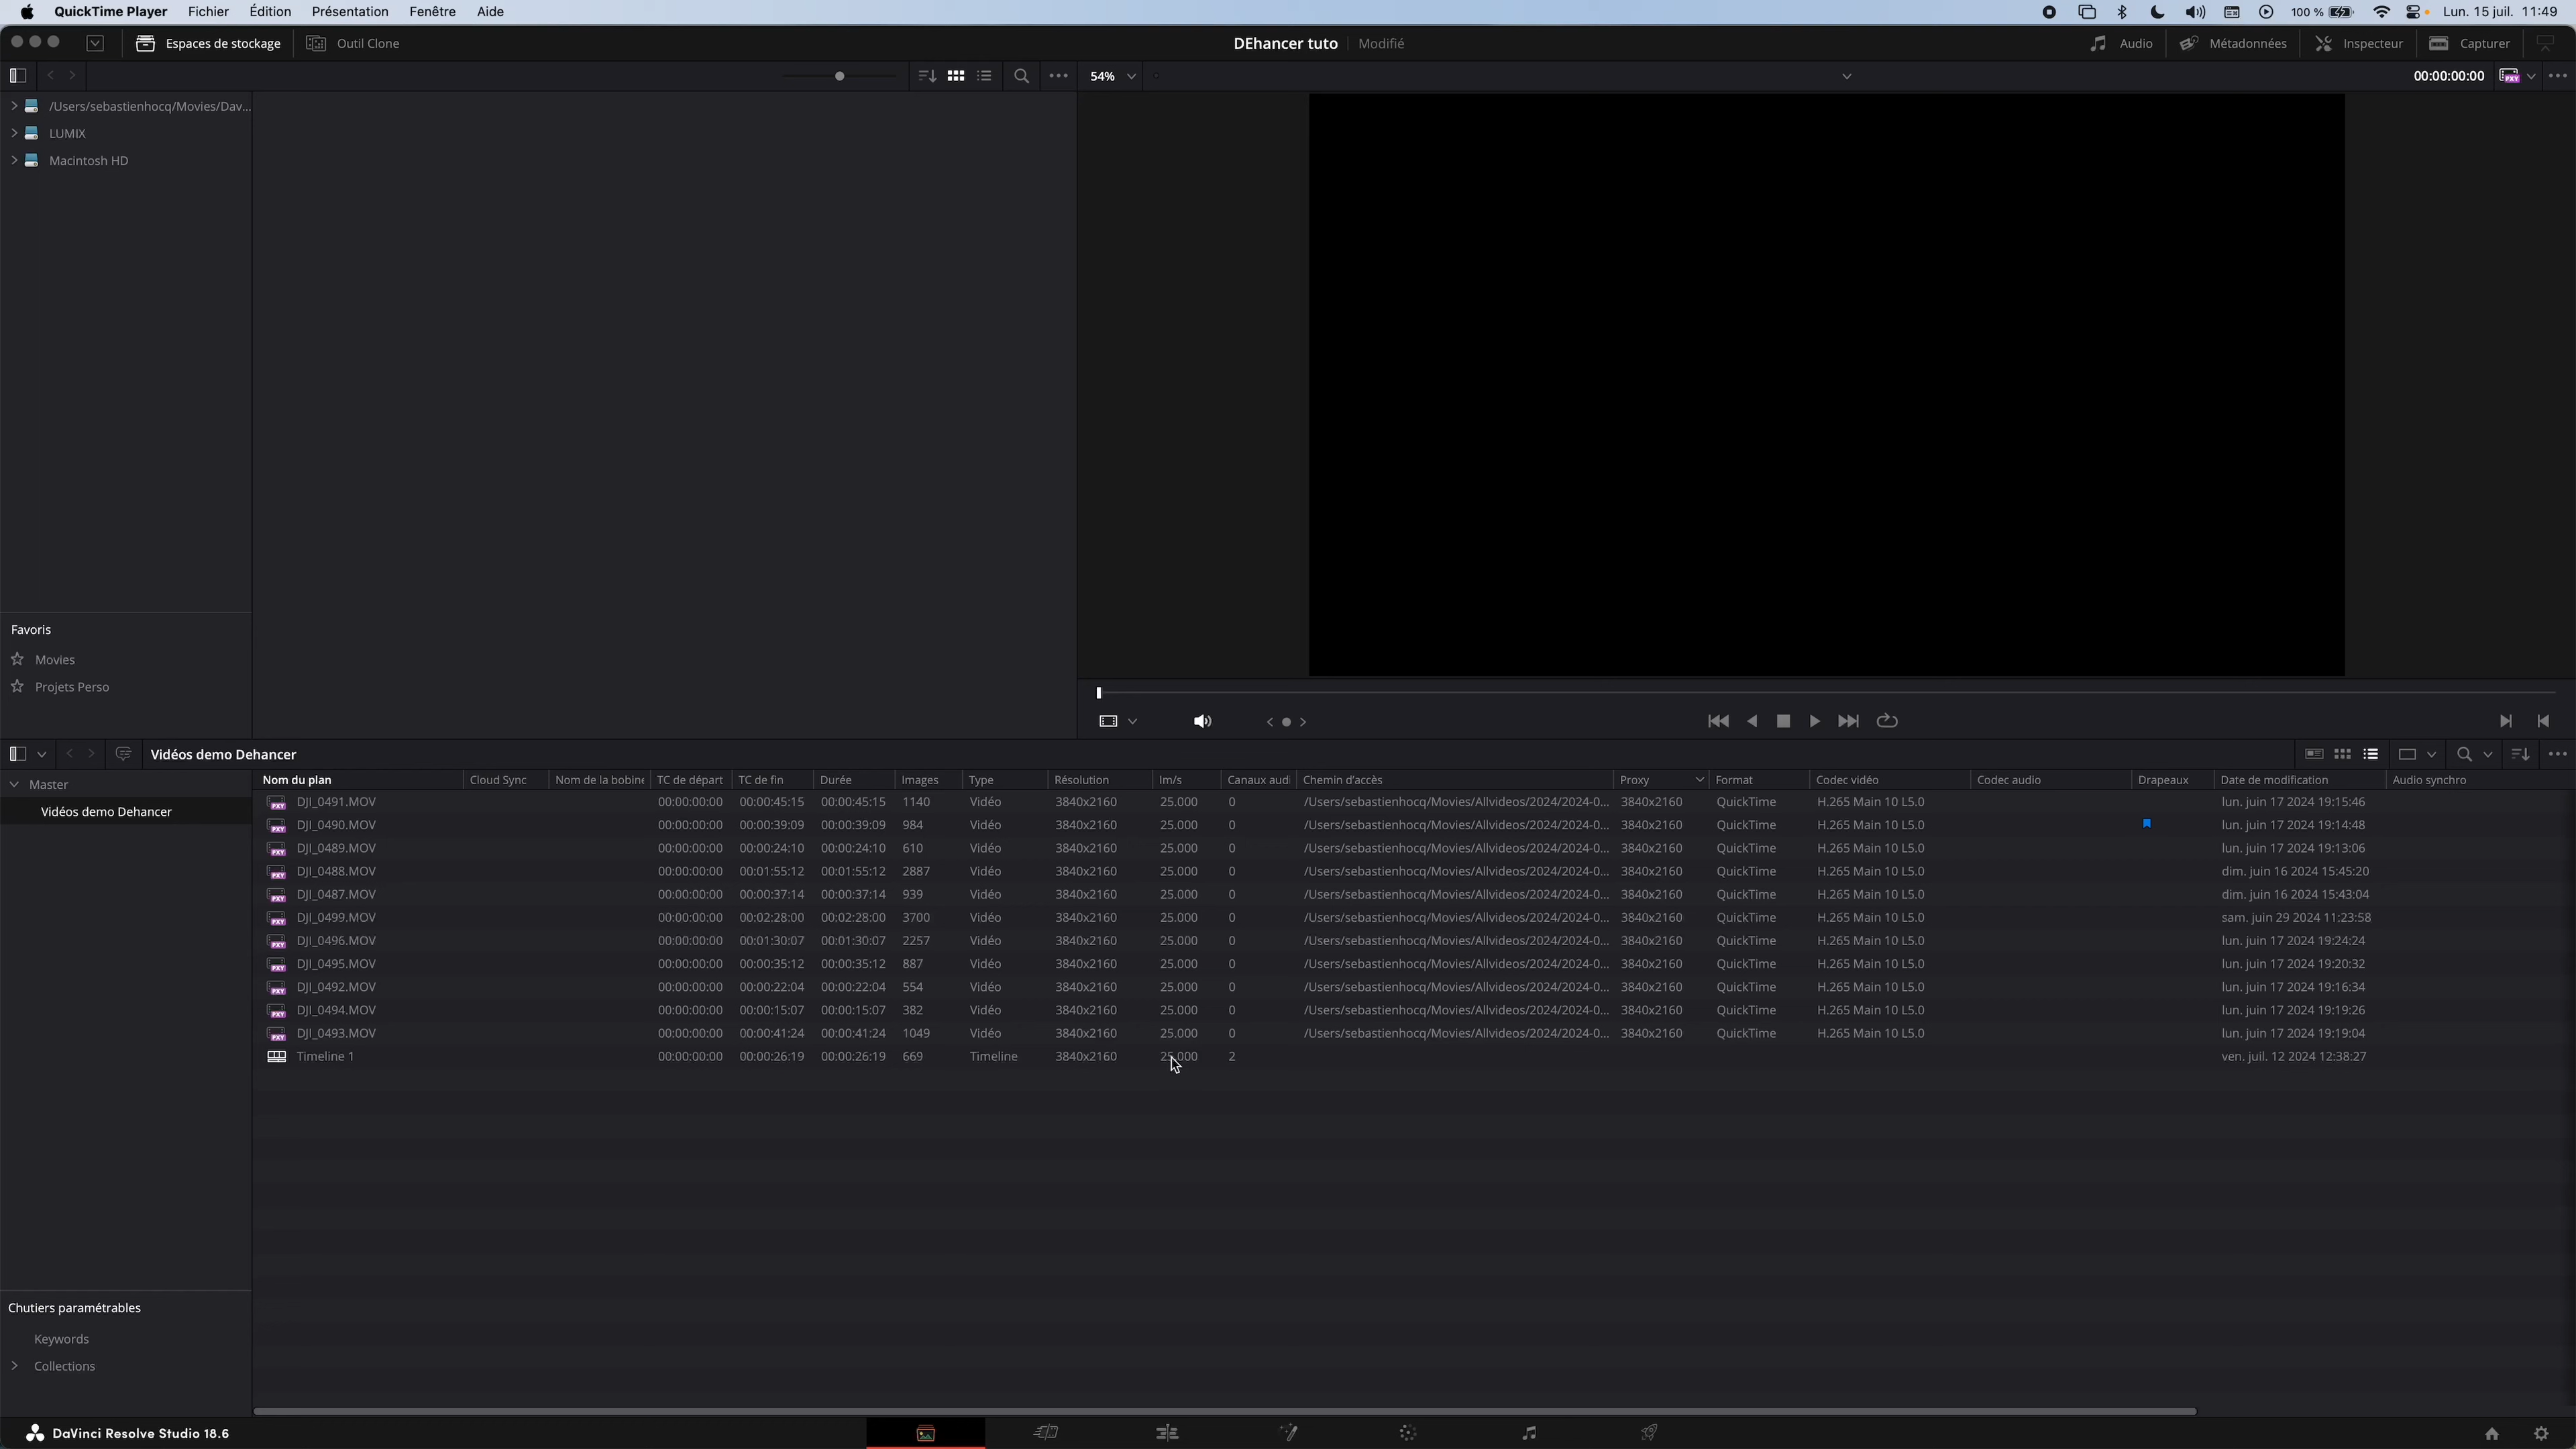 QuickTime Player Fichier Édition Présentation Fenêtre Aide 100 % Lun. 15 juil. 11:49
Espaces de stockage Outil Clone DEhancer tuto Modifié Audio Métadonnées Inspecteur Capturer
54% 00:00:00:00 PXY
/Users/sebastienhocq/Movies/Dav...
LUMIX
Macintosh HD
Favoris
Movies
Projets Perso
Vidéos demo Dehancer
Master
Vidéos demo Dehancer
Nom du plan Cloud Sync Nom de la bobine TC de départ TC de fin Durée Images Type Résolution Im/s Canaux audi Chemin d'accès Proxy Format Codec vidéo Codec audio Drapeaux Date de modification Audio synchro
PXY DJI_0491.MOV 00:00:00:00 00:00:45:15 00:00:45:15 1140 Vidéo 3840x2160 25.000 0 /Users/sebastienhocq/Movies/Allvideos/2024/2024-0... 3840x2160 QuickTime H.265 Main 10 L5.0 lun. juin 17 2024 19:15:46
PXY DJI_0490.MOV 00:00:00:00 00:00:39:09 00:00:39:09 984 Vidéo 3840x2160 25.000 0 /Users/sebastienhocq/Movies/Allvideos/2024/2024-0... 3840x2160 QuickTime H.265 Main 10 L5.0 lun. juin 17 2024 19:14:48
PXY DJI_0489.MOV 00:00:00:00 00:00:24:10 00:00:24:10 610 Vidéo 3840x2160 25.000 0 /Users/sebastienhocq/Movies/Allvideos/2024/2024-0... 3840x2160 QuickTime H.265 Main 10 L5.0 lun. juin 17 2024 19:13:06
PXY DJI_0488.MOV 00:00:00:00 00:01:55:12 00:01:55:12 2887 Vidéo 3840x2160 25.000 0 /Users/sebastienhocq/Movies/Allvideos/2024/2024-0... 3840x2160 QuickTime H.265 Main 10 L5.0 dim. juin 16 2024 15:45:20
PXY DJI_0487.MOV 00:00:00:00 00:00:37:14 00:00:37:14 939 Vidéo 3840x2160 25.000 0 /Users/sebastienhocq/Movies/Allvideos/2024/2024-0... 3840x2160 QuickTime H.265 Main 10 L5.0 dim. juin 16 2024 15:43:04
PXY DJI_0499.MOV 00:00:00:00 00:02:28:00 00:02:28:00 3700 Vidéo 3840x2160 25.000 0 /Users/sebastienhocq/Movies/Allvideos/2024/2024-0... 3840x2160 QuickTime H.265 Main 10 L5.0 sam. juin 29 2024 11:23:58
PXY DJI_0496.MOV 00:00:00:00 00:01:30:07 00:01:30:07 2257 Vidéo 3840x2160 25.000 0 /Users/sebastienhocq/Movies/Allvideos/2024/2024-0... 3840x2160 QuickTime H.265 Main 10 L5.0 lun. juin 17 2024 19:24:24
PXY DJI_0495.MOV 00:00:00:00 00:00:35:12 00:00:35:12 887 Vidéo 3840x2160 25.000 0 /Users/sebastienhocq/Movies/Allvideos/2024/2024-0... 3840x2160 QuickTime H.265 Main 10 L5.0 lun. juin 17 2024 19:20:32
PXY DJI_0492.MOV 00:00:00:00 00:00:22:04 00:00:22:04 554 Vidéo 3840x2160 25.000 0 /Users/sebastienhocq/Movies/Allvideos/2024/2024-0... 3840x2160 QuickTime H.265 Main 10 L5.0 lun. juin 17 2024 19:16:34
PXY DJI_0494.MOV 00:00:00:00 00:00:15:07 00:00:15:07 382 Vidéo 3840x2160 25.000 0 /Users/sebastienhocq/Movies/Allvideos/2024/2024-0... 3840x2160 QuickTime H.265 Main 10 L5.0 lun. juin 17 2024 19:19:26
PXY DJI_0493.MOV 00:00:00:00 00:00:41:24 00:00:41:24 1049 Vidéo 3840x2160 25.000 0 /Users/sebastienhocq/Movies/Allvideos/2024/2024-0... 3840x2160 QuickTime H.265 Main 10 L5.0 lun. juin 17 2024 19:19:04
Timeline 1 00:00:00:00 00:00:26:19 00:00:26:19 669 Timeline 3840x2160 25.000 2 ven. juil. 12 2024 12:38:27
Chutiers paramétrables
Keywords
Collections
DaVinci Resolve Studio 18.6